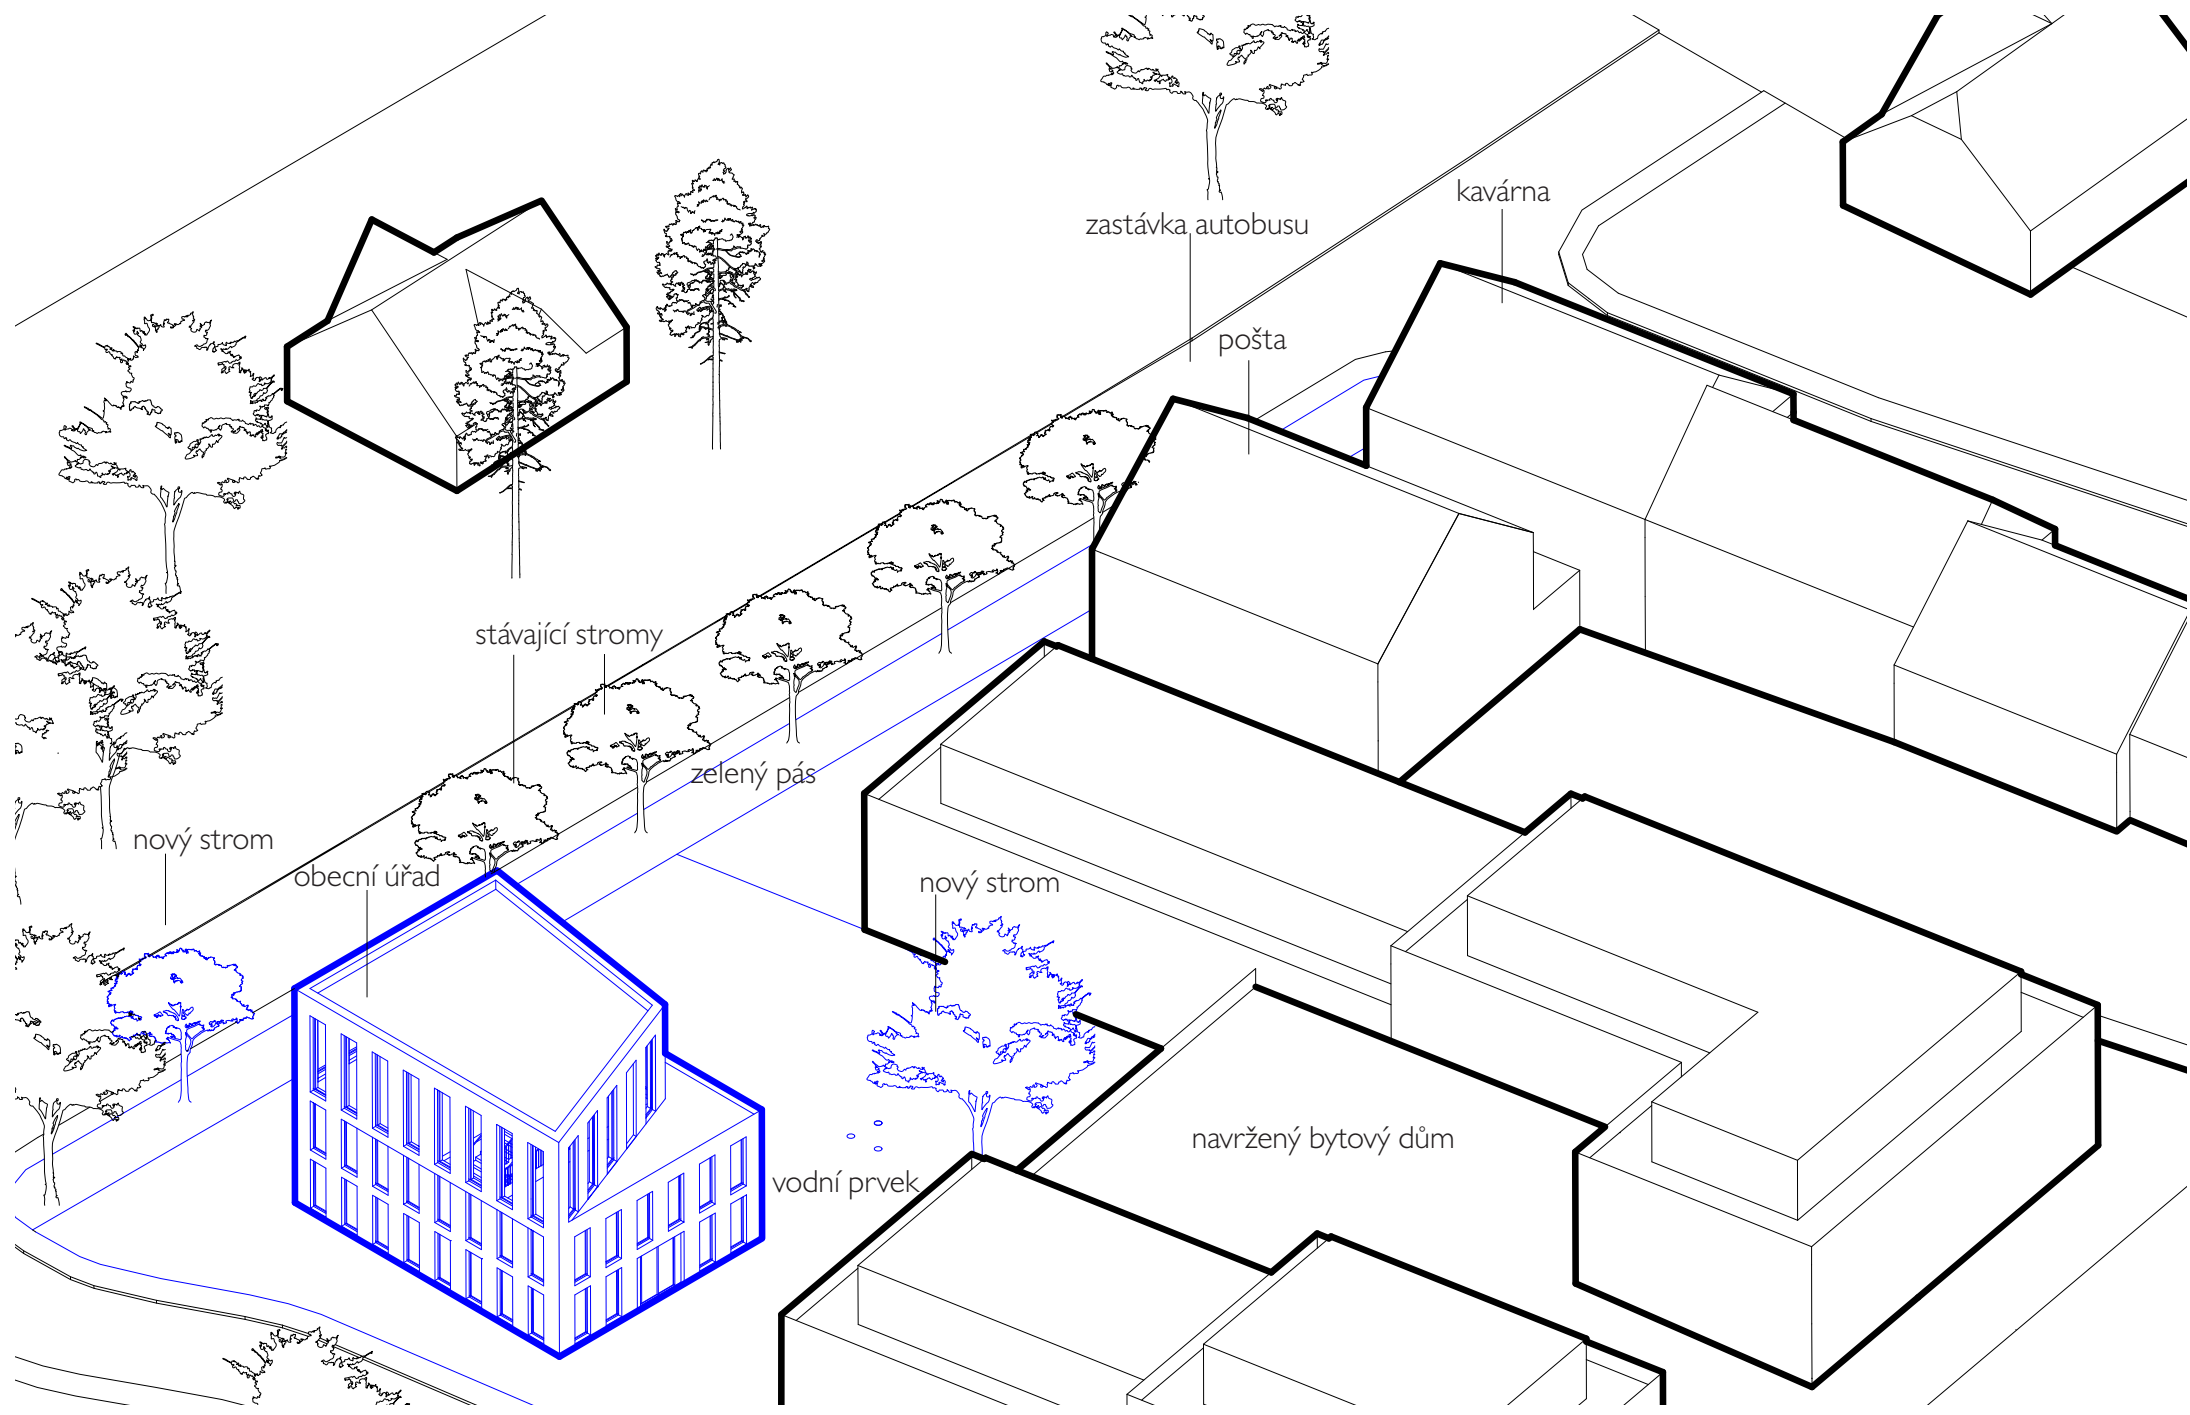 kavárna
zastávka autobusu
pošta
stávající stromy
zelený pás
nový strom
obecní úřad
nový strom
navržený bytový dům
vodní prvek